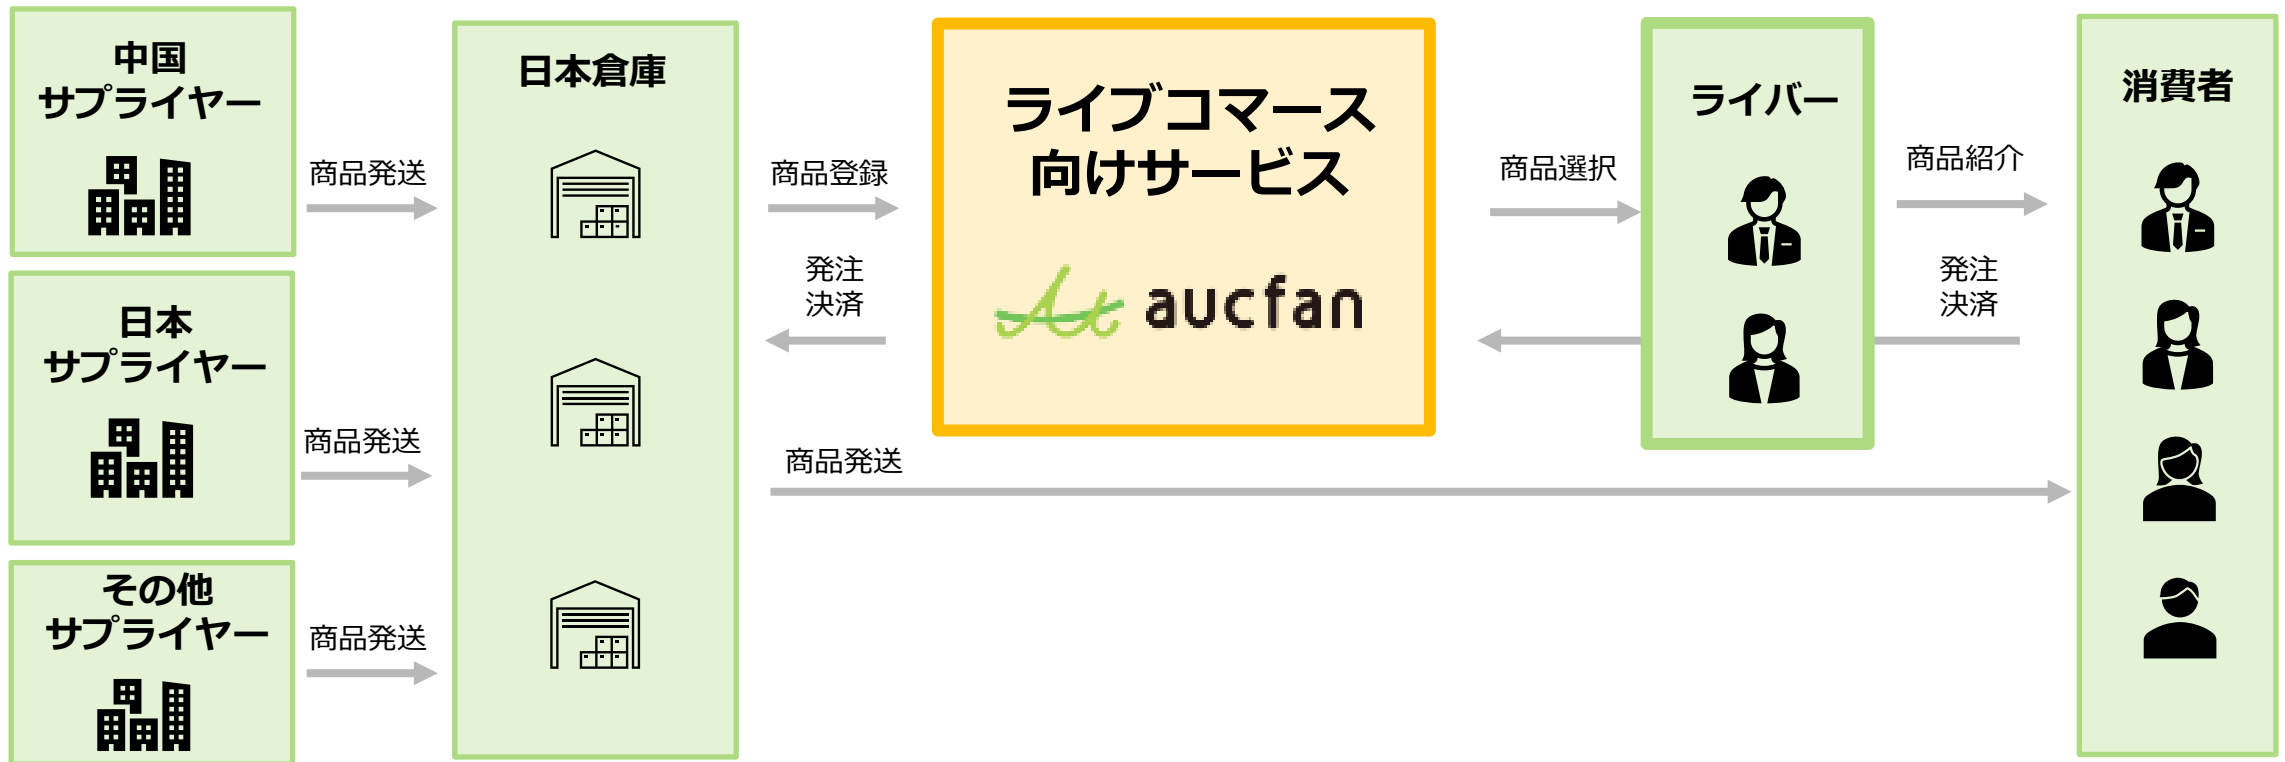 中国
サプライヤー
商品発送
日本
サプライヤー
商品発送
その他
サプライヤー
商品発送
日本倉庫
商品登録
発注
決済
商品発送
ライブコマース
向けサービス
aucfan
商品選択
ライバー
商品紹介
発注
決済
消費者